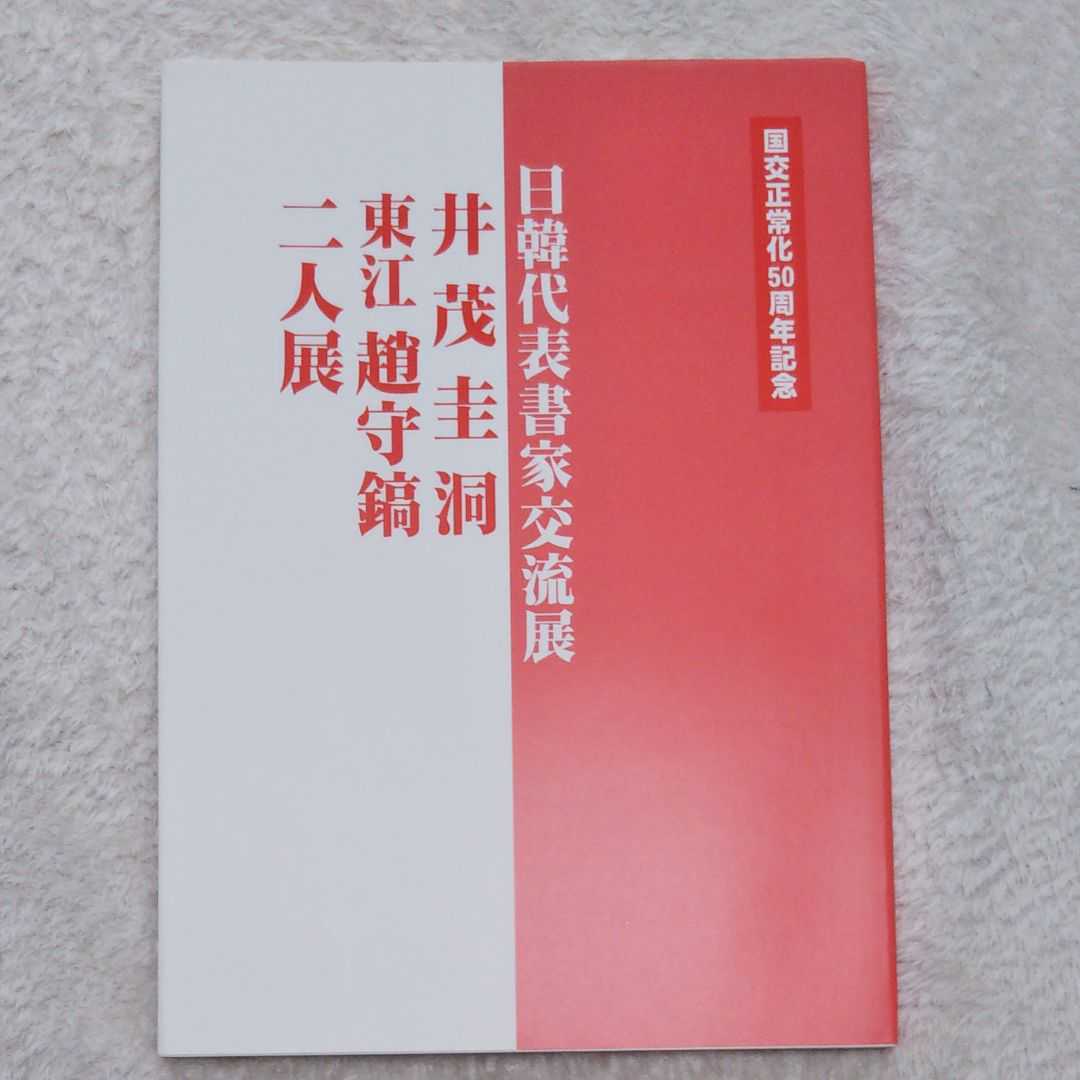 国交正常化50周年記念
日韓代表書家交流展
井茂圭洞
東江 趙守鎬
二人展